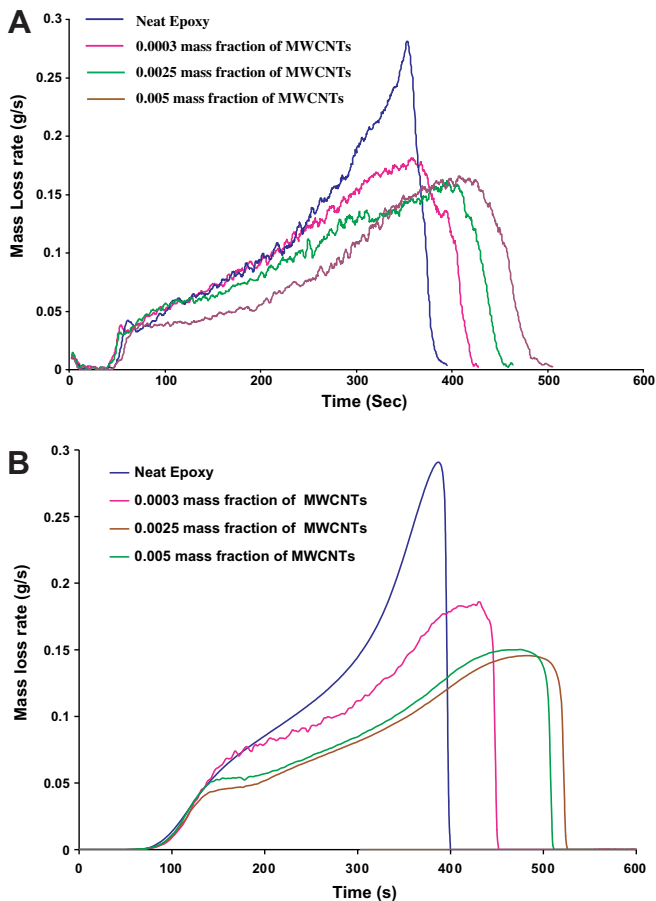 A
0.3
0.25
0.2
0.15
0.1
0.05
0
Mass Loss rate (g/s)
Neat Epoxy
0.0003 mass fraction of MWCNTs
0.0025 mass fraction of MWCNTs
0.005 mass fraction of MWCNTs
0 100 200 300 400 500 600
Time (Sec)
B
0.3
0.25
0.2
0.15
0.1
0.05
0
Mass loss rate (g/s)
Neat Epoxy
0.0003 mass fraction of MWCNTs
0.0025 mass fraction of MWCNTs
0.005 mass fraction of MWCNTs
0 100 200 300 400 500 600
Time (s)